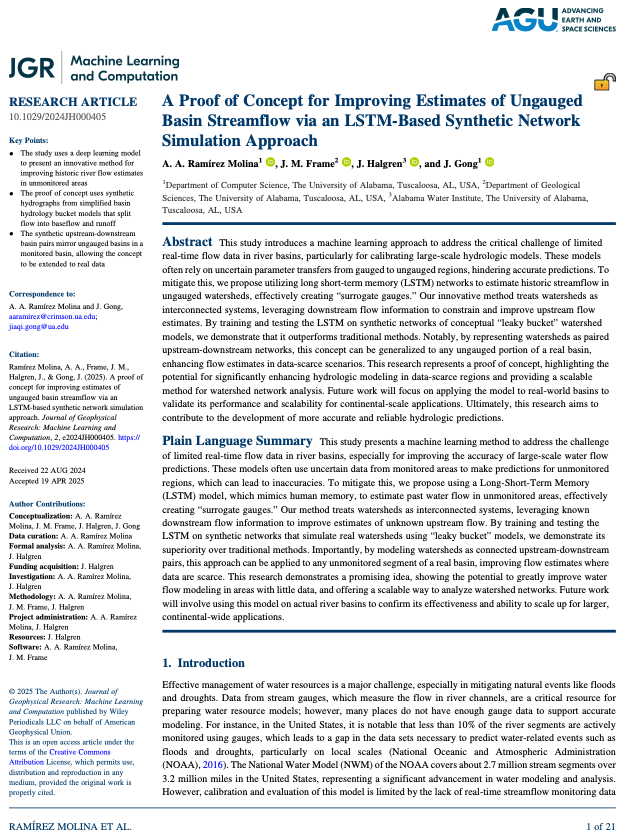 AGU ADVANCING
EARTH AND
SPACE SCIENCES
JGR Machine Learning
and Computation
RESEARCH ARTICLE
10.1029/2024JH000405
Key Points:
• The study uses a deep learning model
to present an innovative method for
improving historic river flow estimates
in unmonitored areas
• The proof of concept uses synthetic
hydrographs from simplified basin
hydrology bucket models that split
flow into baseflow and runoff
• The synthetic upstream-downstream
basin pairs mirror ungauged basins in a
monitored basin, allowing the concept
to be extended to real data
Correspondence to:
A. A. Ramírez Molina and J. Gong,
aaramirez@crimson.ua.edu;
jiaqi.gong@ua.edu
Citation:
Ramírez Molina, A. A., Frame, J. M.,
Halgren, J., & Gong, J. (2025). A proof of
concept for improving estimates of
ungauged basin streamflow via an
LSTM-based synthetic network simulation
approach. Journal of Geophysical
Research: Machine Learning and
Computation, 2, e2024JH000405. https://
doi.org/10.1029/2024JH000405
Received 22 AUG 2024
Accepted 19 APR 2025
Author Contributions:
Conceptualization: A. A. Ramírez
Molina, J. M. Frame, J. Halgren, J. Gong
Data curation: A. A. Ramírez Molina
Formal analysis: A. A. Ramírez Molina,
J. Halgren
Funding acquisition: J. Halgren
Investigation: A. A. Ramírez Molina,
J. Halgren
Methodology: A. A. Ramírez Molina,
J. M. Frame, J. Halgren
Project administration: A. A. Ramírez
Molina, J. Halgren
Resources: J. Halgren
Software: A. A. Ramírez Molina,
J. M. Frame
© 2025 The Author(s). Journal of
Geophysical Research: Machine Learning
and Computation published by Wiley
Periodicals LLC on behalf of American
Geophysical Union.
This is an open access article under the
terms of the Creative Commons
Attribution License, which permits use,
distribution and reproduction in any
medium, provided the original work is
properly cited.
A Proof of Concept for Improving Estimates of Ungauged
Basin Streamflow via an LSTM-Based Synthetic Network
Simulation Approach
A. A. Ramírez Molina¹, J. M. Frame², J. Halgren³, and J. Gong¹
¹Department of Computer Science, The University of Alabama, Tuscaloosa, AL, USA, ²Department of Geological
Sciences, The University of Alabama, Tuscaloosa, AL, USA, ³Alabama Water Institute, The University of Alabama,
Tuscaloosa, AL, USA
Abstract This study introduces a machine learning approach to address the critical challenge of limited
real-time flow data in river basins, particularly for calibrating large-scale hydrologic models. These models
often rely on uncertain parameter transfers from gauged to ungauged regions, hindering accurate predictions. To
mitigate this, we propose utilizing long short-term memory (LSTM) networks to estimate historic streamflow in
ungauged watersheds, effectively creating “surrogate gauges.” Our innovative method treats watersheds as
interconnected systems, leveraging downstream flow information to constrain and improve upstream flow
estimates. By training and testing the LSTM on synthetic networks of conceptual “leaky bucket” watershed
models, we demonstrate that it outperforms traditional methods. Notably, by representing watersheds as paired
upstream-downstream networks, this concept can be generalized to any ungauged portion of a real basin,
enhancing flow estimates in data-scarce scenarios. This research represents a proof of concept, highlighting the
potential for significantly enhancing hydrologic modeling in data-scarce regions and providing a scalable
method for watershed network analysis. Future work will focus on applying the model to real-world basins to
validate its performance and scalability for continental-scale applications. Ultimately, this research aims to
contribute to the development of more accurate and reliable hydrologic predictions.
Plain Language Summary This study presents a machine learning method to address the challenge
of limited real-time flow data in river basins, especially for improving the accuracy of large-scale water flow
predictions. These models often use uncertain data from monitored areas to make predictions for unmonitored
regions, which can lead to inaccuracies. To mitigate this, we propose using a Long-Short-Term Memory
(LSTM) model, which mimics human memory, to estimate past water flow in unmonitored areas, effectively
creating “surrogate gauges.” Our method treats watersheds as interconnected systems, leveraging known
downstream flow information to improve estimates of unknown upstream flow. By training and testing the
LSTM on synthetic networks that simulate real watersheds using “leaky bucket” models, we demonstrate its
superiority over traditional methods. Importantly, by modeling watersheds as connected upstream-downstream
pairs, this approach can be applied to any unmonitored segment of a real basin, improving flow estimates where
data are scarce. This research demonstrates a promising idea, showing the potential to greatly improve water
flow modeling in areas with little data, and offering a scalable way to analyze watershed networks. Future work
will involve using this model on actual river basins to confirm its effectiveness and ability to scale up for larger,
continental-wide applications.
1. Introduction
Effective management of water resources is a major challenge, especially in mitigating natural events like floods
and droughts. Data from stream gauges, which measure the flow in river channels, are a critical resource for
preparing water resource models; however, many places do not have enough gauge data to support accurate
modeling. For instance, in the United States, it is notable that less than 10% of the river segments are actively
monitored using gauges, which leads to a gap in the data sets necessary to predict water-related events such as
floods and droughts, particularly on local scales (National Oceanic and Atmospheric Administration
(NOAA), 2016). The National Water Model (NWM) of the NOAA covers about 2.7 million stream segments over
3.2 million miles in the United States, representing a significant advancement in water modeling and analysis.
However, calibration and evaluation of this model is limited by the lack of real-time streamflow monitoring data
RAMÍREZ MOLINA ET AL.
1 of 21